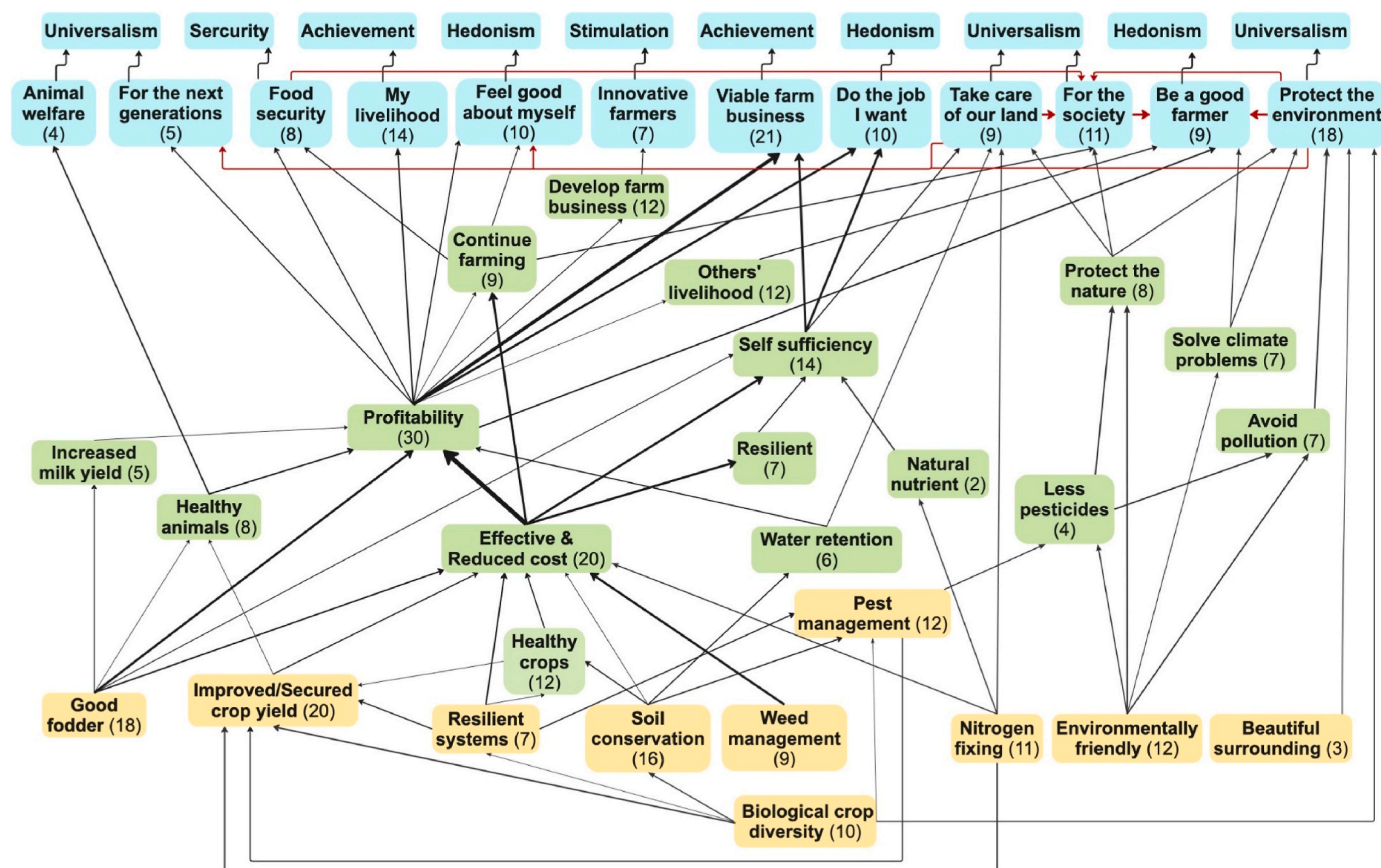 Universalism
Sercurity
Achievement
Hedonism
Stimulation
Achievement
Hedonism
Universalism
Hedonism
Universalism
Animal
welfare
(4)
For the next
generations
(5)
Food
security
(8)
My
livelihood
(14)
Feel good
about myself
(10)
Innovative
farmers
(7)
Viable farm
business
(21)
Do the job
I want
(10)
Take care
of our land
(9)
For the
society
(11)
Be a good
farmer
(9)
Protect the
environment
(18)
Develop farm
business (12)
Continue
farming
(9)
Others'
livelihood (12)
Protect the
nature (8)
Self sufficiency
(14)
Solve climate
problems (7)
Profitability
(30)
Avoid
pollution (7)
Increased
milk yield (5)
Resilient
(7)
Natural
nutrient (2)
Less
pesticides
(4)
Healthy
animals (8)
Effective &
Reduced cost (20)
Water retention
(6)
Pest
management
(12)
Healthy
crops
(12)
Good
fodder (18)
Improved/Secured
crop yield (20)
Resilient
systems (7)
Soil
conservation
(16)
Weed
management
(9)
Nitrogen
fixing (11)
Environmentally
friendly (12)
Beautiful
surrounding (3)
Biological crop
diversity (10)